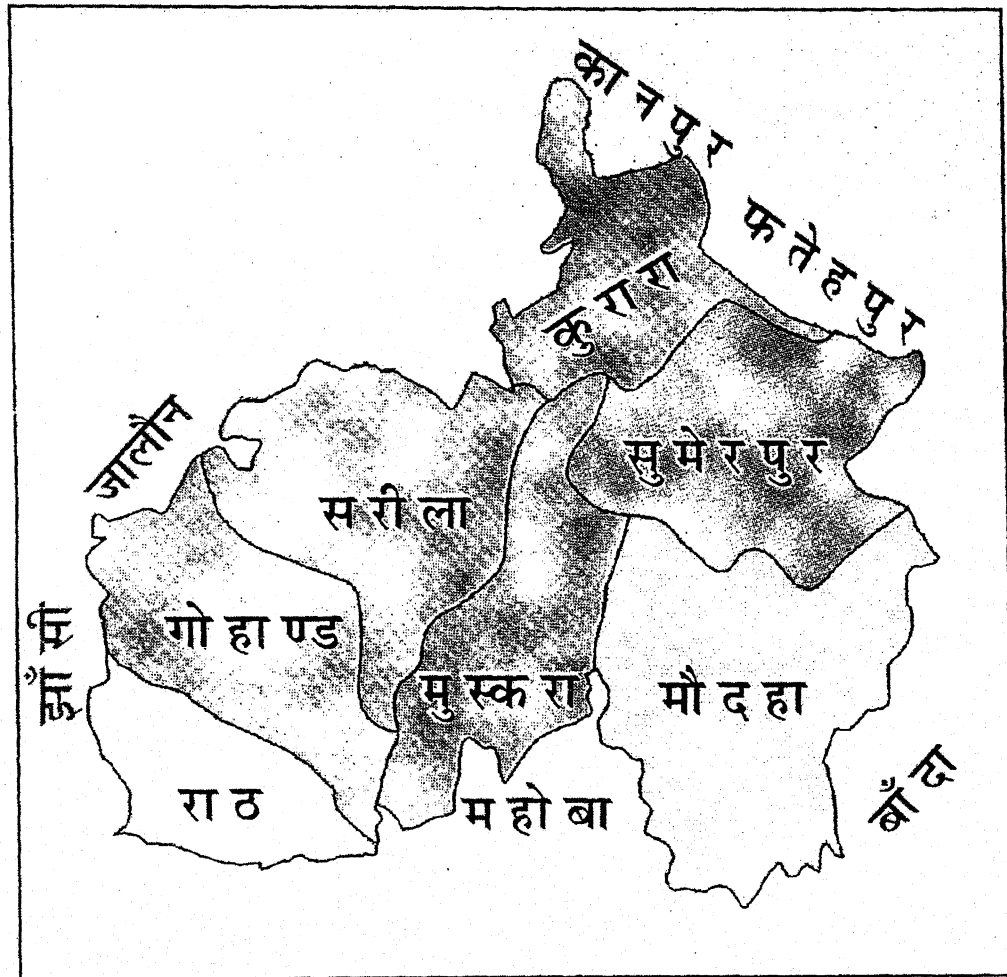 कानपुर
फतेहपुर
कुरारा
जालौन
सुमेरपुर
सरीला
झाँसी
गोहाण्ड
मुस्करा
मौदहा
राठ
महोबा
बाँदा